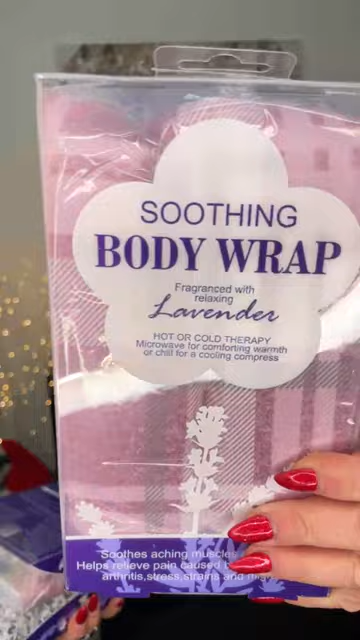 SOOTHING
BODY WRAP
Fragranced with
relaxing
Lavender
HOT OR COLD THERAPY
Microwave for comforting warmth
or chill for a cooling compress
Soothes aching muscles
Helps relieve pain caused
arthritis,stress,strains and